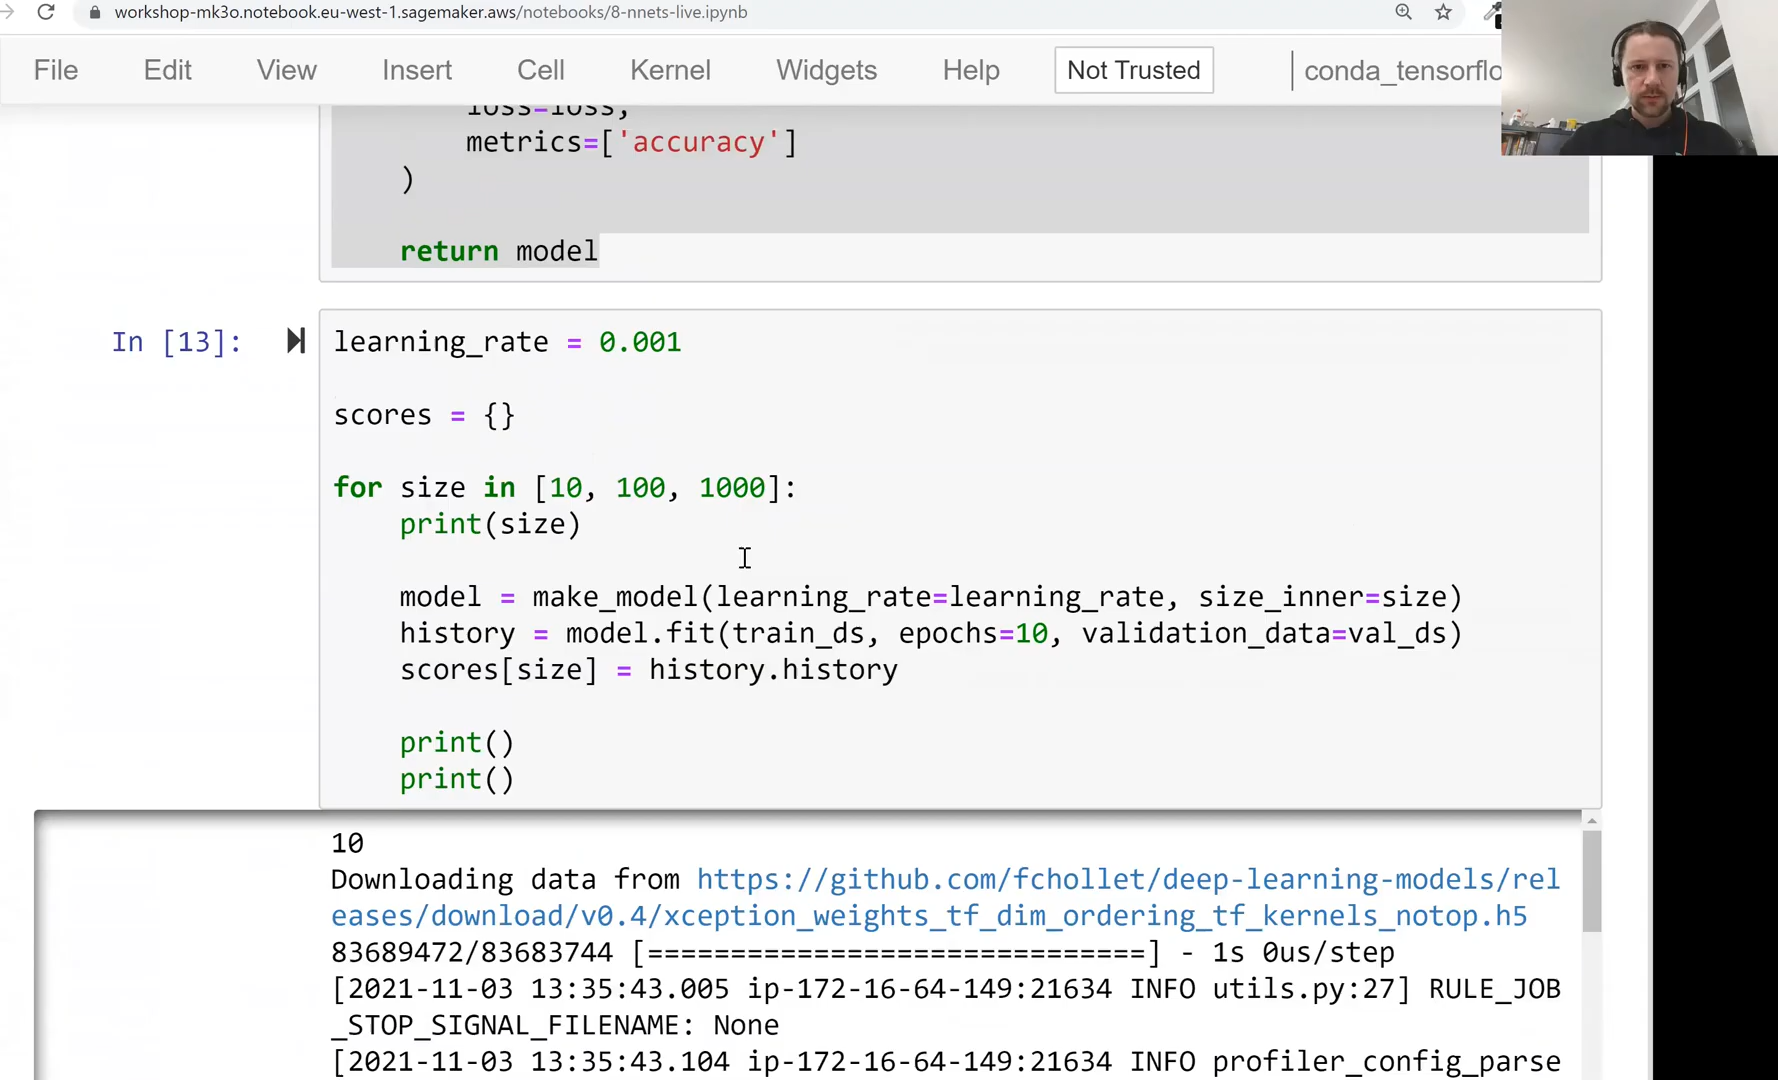 workshop-mk3o.notebook.eu-west-1.sagemaker.aws/notebooks/8-nnets-live.ipynb
File Edit View Insert Cell Kernel Widgets Help Not Trusted conda_tensorflo
loss=loss,
metrics=['accuracy']
)
return model
In [13]:
learning_rate = 0.001
scores = {}
for size in [10, 100, 1000]:
print(size)
model = make_model(learning_rate=learning_rate, size_inner=size)
history = model.fit(train_ds, epochs=10, validation_data=val_ds)
scores[size] = history.history
print()
print()
10
Downloading data from https://github.com/fchollet/deep-learning-models/rel
eases/download/v0.4/xception_weights_tf_dim_ordering_tf_kernels_notop.h5
83689472/83683744 [==============================] - 1s 0us/step
[2021-11-03 13:35:43.005 ip-172-16-64-149:21634 INFO utils.py:27] RULE_JOB
_STOP_SIGNAL_FILENAME: None
[2021-11-03 13:35:43.104 ip-172-16-64-149:21634 INFO profiler_config_parse